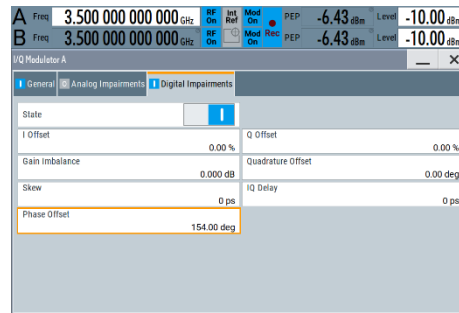 A Freq 3.500 000 000 000 GHz RF On Int Ref Mod On PEP -6.43 dBm Level -10.00 dBm
B Freq 3.500 000 000 000 GHz RF On Mod On Rec PEP -6.43 dBm Level -10.00 dBm
I/Q Modulator A
General Analog Impairments Digital Impairments
State
I Offset Q Offset
0.00 % 0.00 %
Gain Imbalance Quadrature Offset
0.000 dB 0.00 deg
Skew IQ Delay
0 ps 0 ps
Phase Offset
154.00 deg